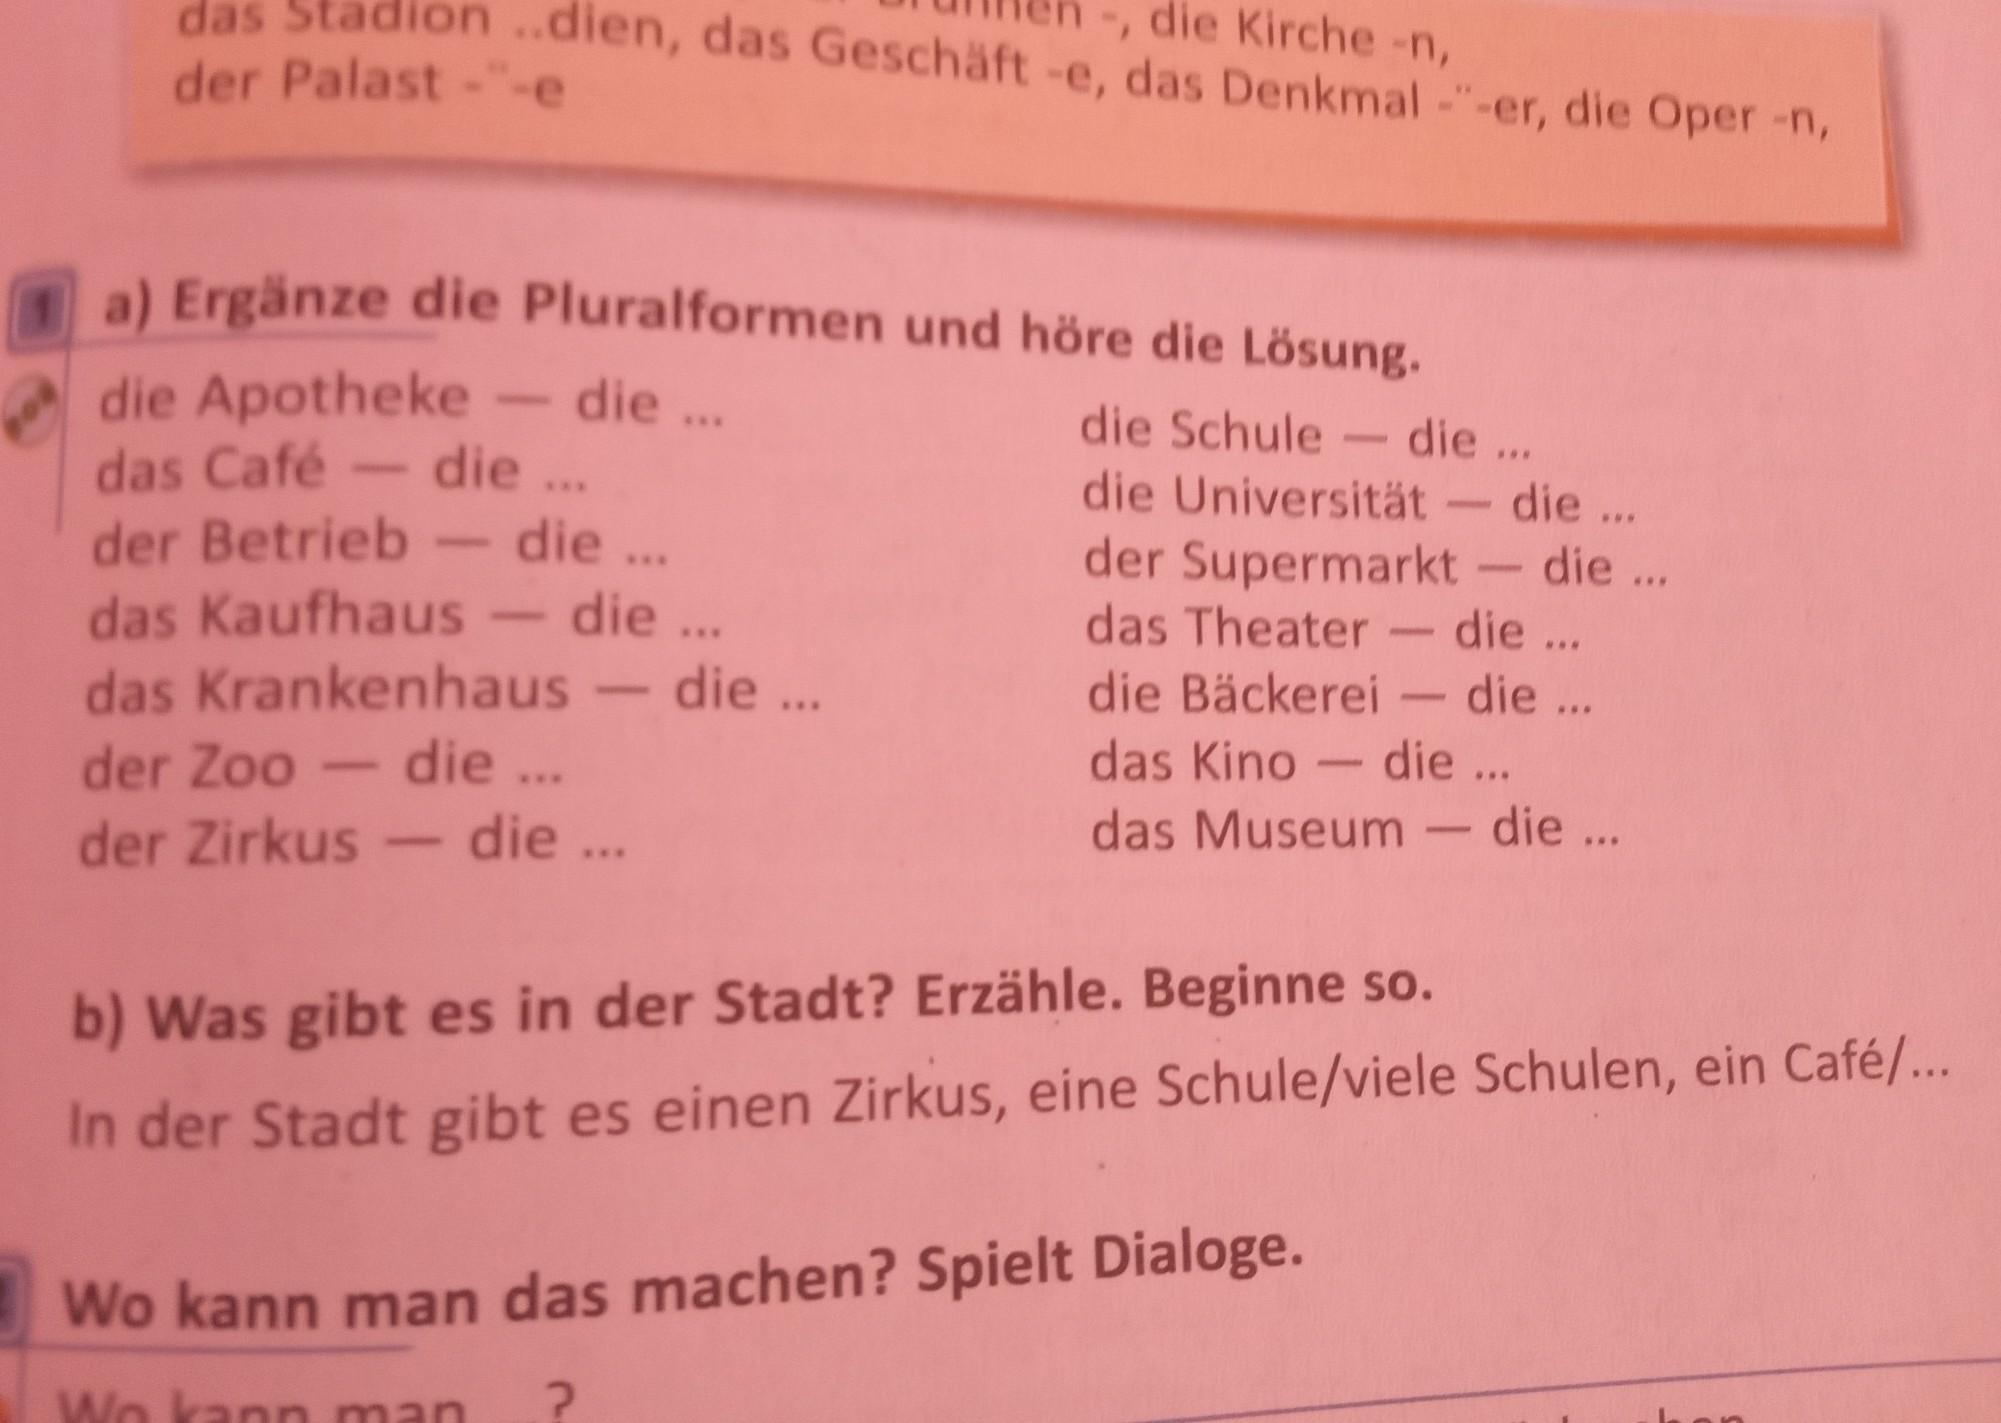 die Kirche -n,
das Stadion ..dien, das Geschäft -e, das Denkmal -¨-er, die Oper -n,
der Palast -¨-e
1 a) Ergänze die Pluralformen und höre die Lösung.
die Apotheke — die ...
das Café — die ...
der Betrieb — die ...
das Kaufhaus — die ...
das Krankenhaus — die ...
der Zoo — die ...
der Zirkus — die ...
die Schule — die ...
die Universität — die ...
der Supermarkt — die ...
das Theater — die ...
die Bäckerei — die ...
das Kino — die ...
das Museum — die ...
b) Was gibt es in der Stadt? Erzähle. Beginne so.
In der Stadt gibt es einen Zirkus, eine Schule/viele Schulen, ein Café/...
Wo kann man das machen? Spielt Dialoge.
Wo kann man ...?